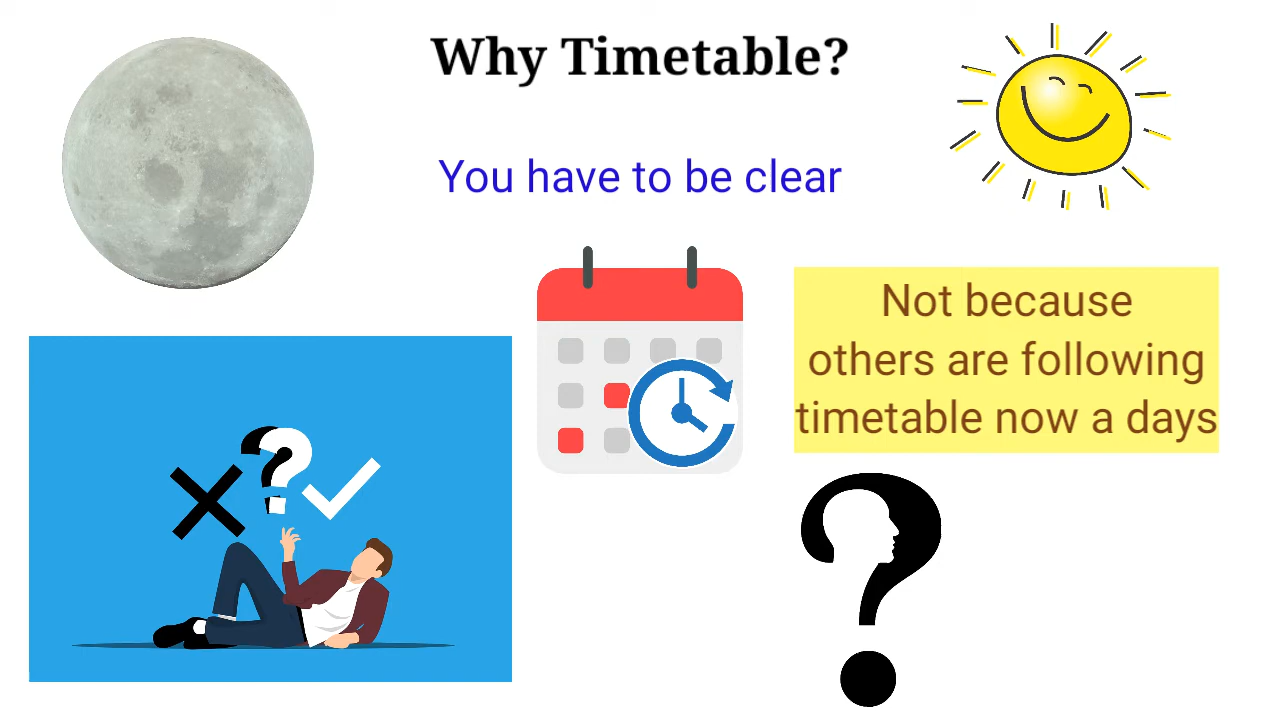 Why Timetable?
You have to be clear
Not because
others are following
timetable now a days